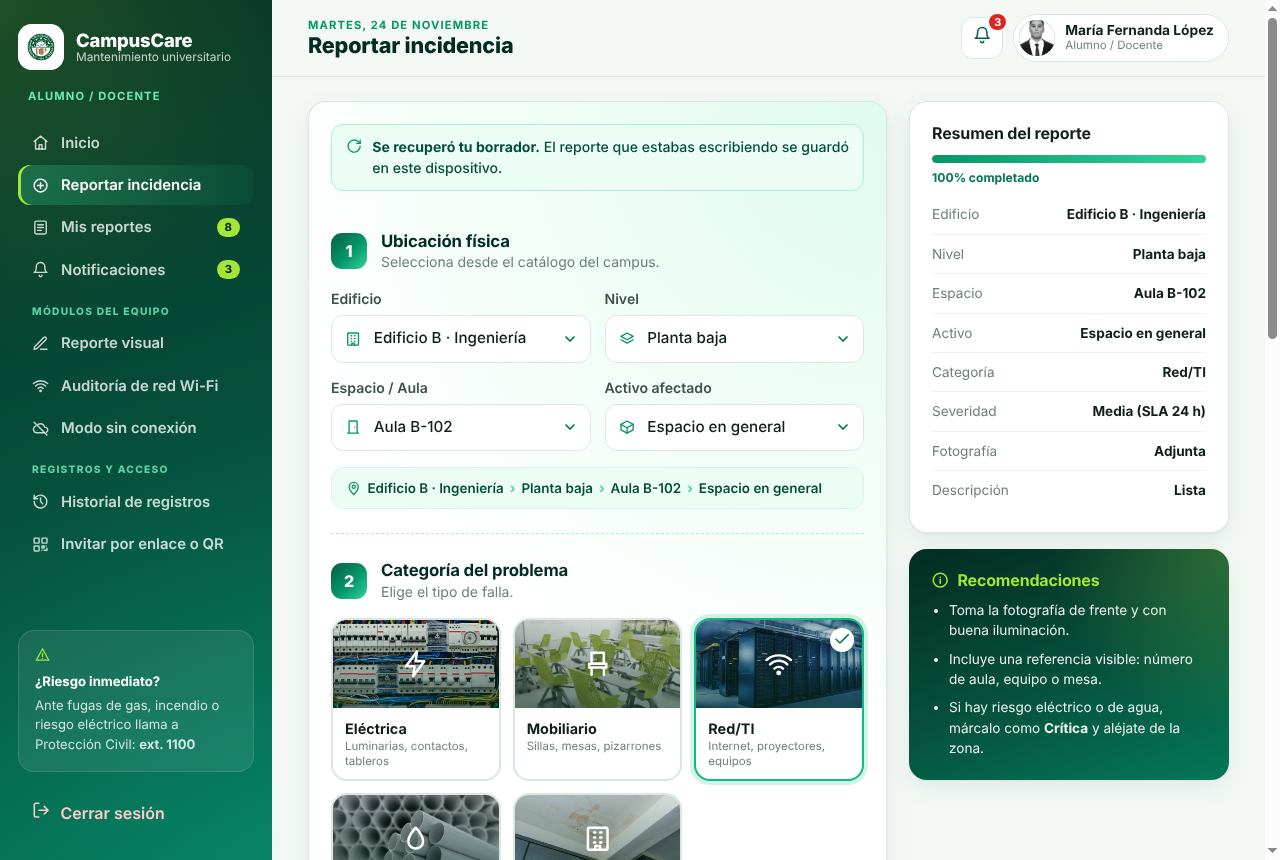 CampusCare
Mantenimiento universitario
ALUMNO / DOCENTE
Inicio
Reportar incidencia
Mis reportes
8
Notificaciones
3
MÓDULOS DEL EQUIPO
Reporte visual
Auditoría de red Wi-Fi
Modo sin conexión
REGISTROS Y ACCESO
Historial de registros
Invitar por enlace o QR
¿Riesgo inmediato?
Ante fugas de gas, incendio o
riesgo eléctrico llama a
Protección Civil: ext. 1100
Cerrar sesión
MARTES, 24 DE NOVIEMBRE
Reportar incidencia
3
María Fernanda López
Alumno / Docente
Se recuperó tu borrador. El reporte que estabas escribiendo se guardó
en este dispositivo.
1
Ubicación física
Selecciona desde el catálogo del campus.
Edificio
Nivel
Edificio B · Ingeniería
Planta baja
Espacio / Aula
Activo afectado
Aula B-102
Espacio en general
Edificio B · Ingeniería › Planta baja › Aula B-102 › Espacio en general
2
Categoría del problema
Elige el tipo de falla.
Eléctrica
Luminarias, contactos,
tableros
Mobiliario
Sillas, mesas, pizarrones
Red/TI
Internet, proyectores,
equipos
Resumen del reporte
100% completado
Edificio
Edificio B · Ingeniería
Nivel
Planta baja
Espacio
Aula B-102
Activo
Espacio en general
Categoría
Red/TI
Severidad
Media (SLA 24 h)
Fotografía
Adjunta
Descripción
Lista
Recomendaciones
• Toma la fotografía de frente y con
buena iluminación.
• Incluye una referencia visible: número
de aula, equipo o mesa.
• Si hay riesgo eléctrico o de agua,
márcalo como Crítica y aléjate de la
zona.